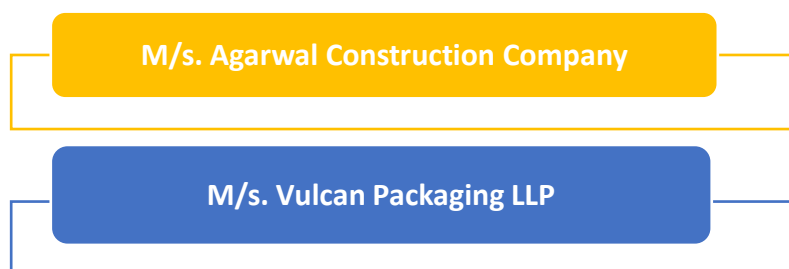 M/s. Agarwal Construction Company
M/s. Vulcan Packaging LLP